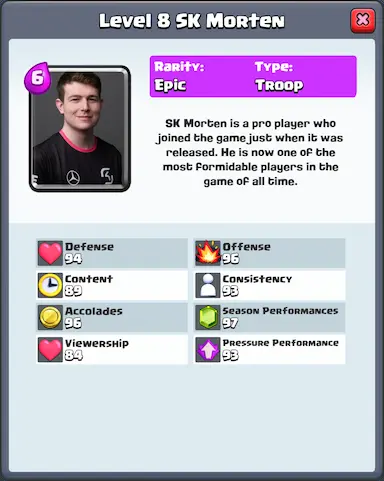 Level 8 SK Morten
6
Rarity: Type:
Epic Troop
SK Morten is a pro player who
joined the game just when it was
released. He is now one of the
most formidable players in the
game of all time.
Defense Offense
94 96
Content Consistency
89 93
Accolades Season Performances
96 97
Viewership Pressure Performance
84 93